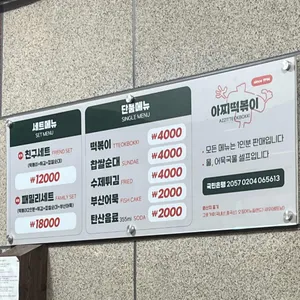 세트메뉴
SET MENU
친구세트 FRIEND SET
₩12000
패밀리세트 FAMILY SET
₩18000
단품메뉴
SINGLE MENU
떡볶이 TTECKBOKKI ₩4000
찹쌀순대 SUNDAE ₩4000
수제튀김 FRIED ₩4000
부산어묵 FISH CAKE ₩2000
탄산음료 355ml SODA ₩2000
아찌떡볶이
AZZITTECKBOKKI
• 모든 메뉴는 1인분 판매입니다
• 물, 어묵국물 셀프입니다
국민은행 2057 0204 065613